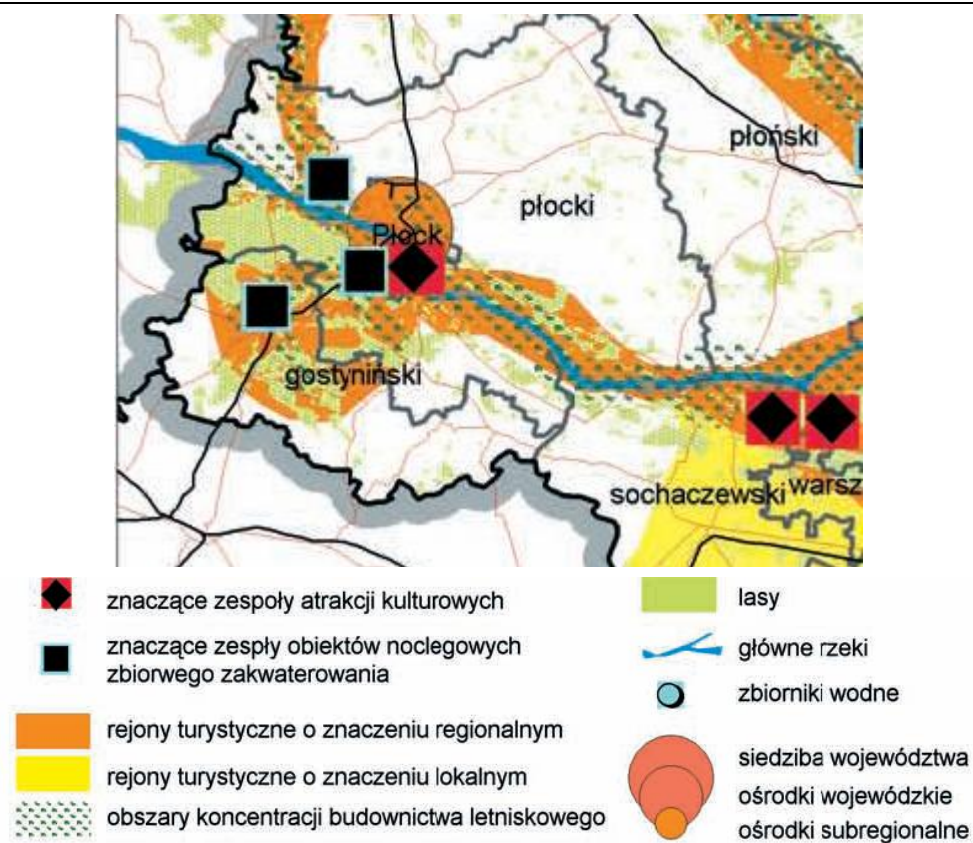 płoński
płocki
Płock
gostyniński
sochaczewski warsz
znaczące zespoły atrakcji kulturowych
znaczące zespły obiektów noclegowych
zbiorwego zakwaterowania
rejony turystyczne o znaczeniu regionalnym
rejony turystyczne o znaczeniu lokalnym
obszary koncentracji budownictwa letniskowego
lasy
główne rzeki
zbiorniki wodne
siedziba województwa
ośrodki wojewódzkie
ośrodki subregionalne